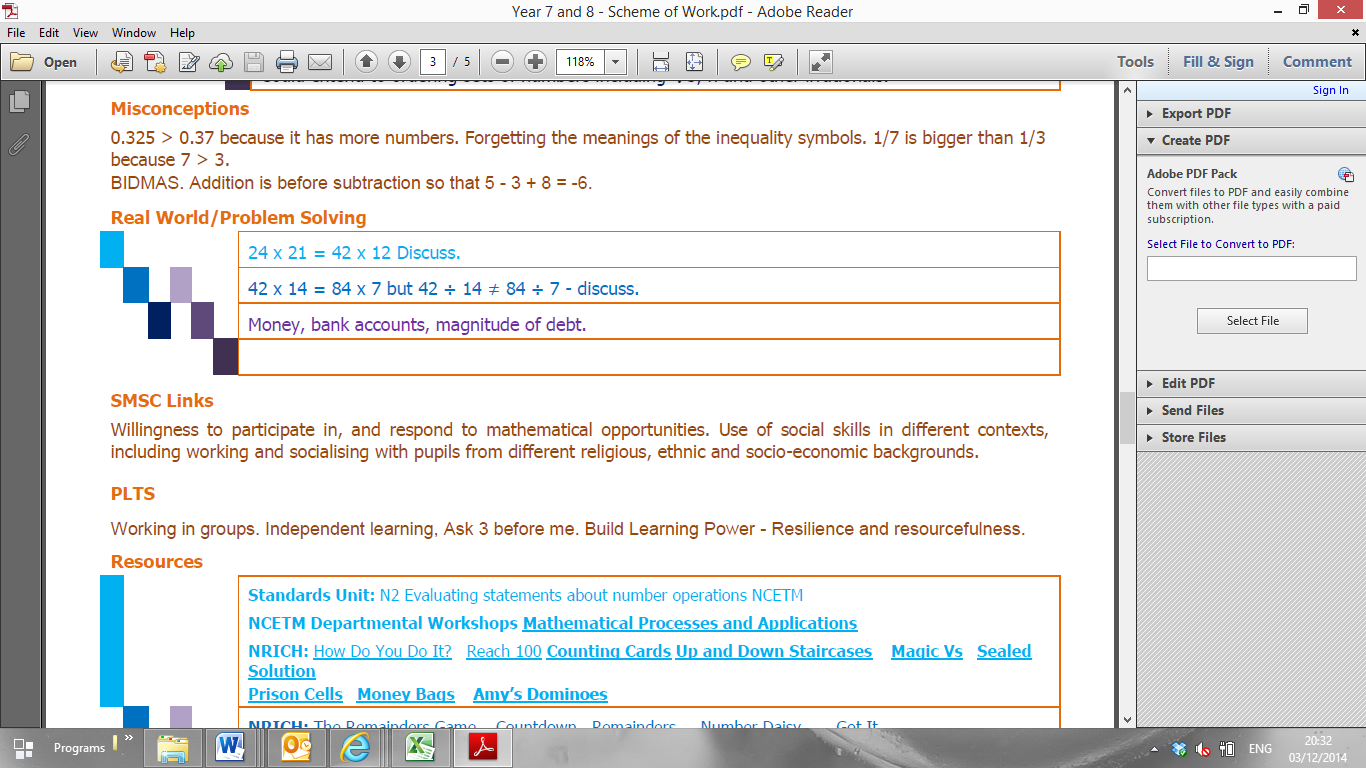 Year 7 and 8 - Scheme of Work.pdf - Adobe Reader
File Edit View Window Help
Open 3 / 5 118% Tools Fill & Sign Comment
Sign In
Export PDF
Create PDF
Adobe PDF Pack
Convert files to PDF and easily combine
them with other file types with a paid
subscription.
Select File to Convert to PDF:
Select File
Edit PDF
Send Files
Store Files
Misconceptions
0.325 > 0.37 because it has more numbers. Forgetting the meanings of the inequality symbols. 1/7 is bigger than 1/3
because 7 > 3.
BIDMAS. Addition is before subtraction so that 5 - 3 + 8 = -6.
Real World/Problem Solving
24 x 21 = 42 x 12 Discuss.
42 x 14 = 84 x 7 but 42 ÷ 14 ≠ 84 ÷ 7 - discuss.
Money, bank accounts, magnitude of debt.
SMSC Links
Willingness to participate in, and respond to mathematical opportunities. Use of social skills in different contexts,
including working and socialising with pupils from different religious, ethnic and socio-economic backgrounds.
PLTS
Working in groups. Independent learning, Ask 3 before me. Build Learning Power - Resilience and resourcefulness.
Resources
Standards Unit: N2 Evaluating statements about number operations NCETM
NCETM Departmental Workshops Mathematical Processes and Applications
NRICH: How Do You Do It? Reach 100 Counting Cards Up and Down Staircases Magic Vs Sealed
Solution
Prison Cells Money Bags Amy's Dominoes
NRICH: The Remainders Game Countdown Remainders Number Daisy Got It
Programs » ENG 20:32
03/12/2014